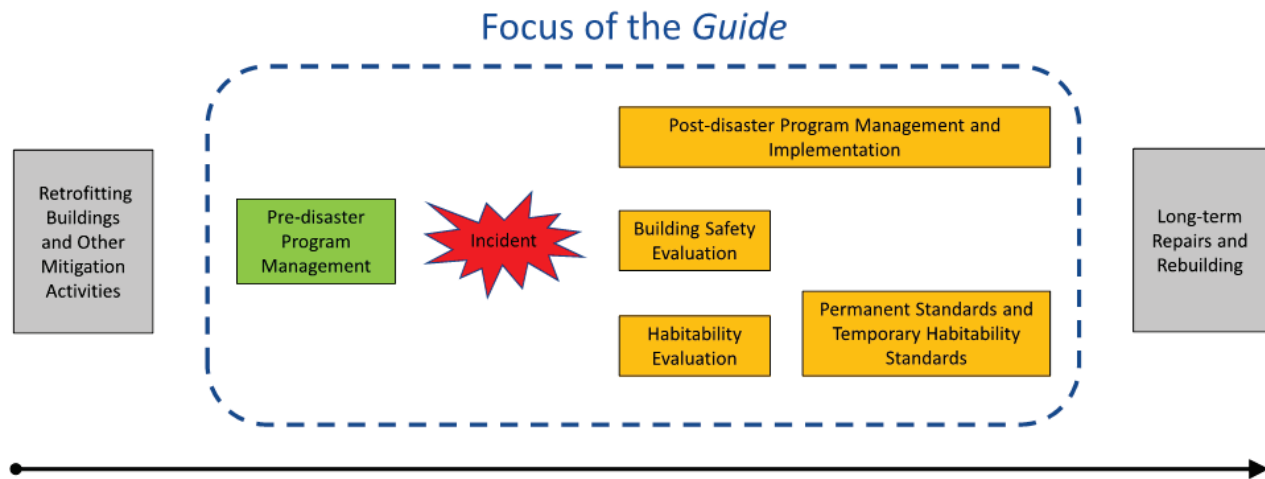 Focus of the Guide
Retrofitting
Buildings
and Other
Mitigation
Activities
Pre-disaster
Program
Management
Incident
Post-disaster Program Management and
Implementation
Building Safety
Evaluation
Habitability
Evaluation
Permanent Standards and
Temporary Habitability
Standards
Long-term
Repairs and
Rebuilding